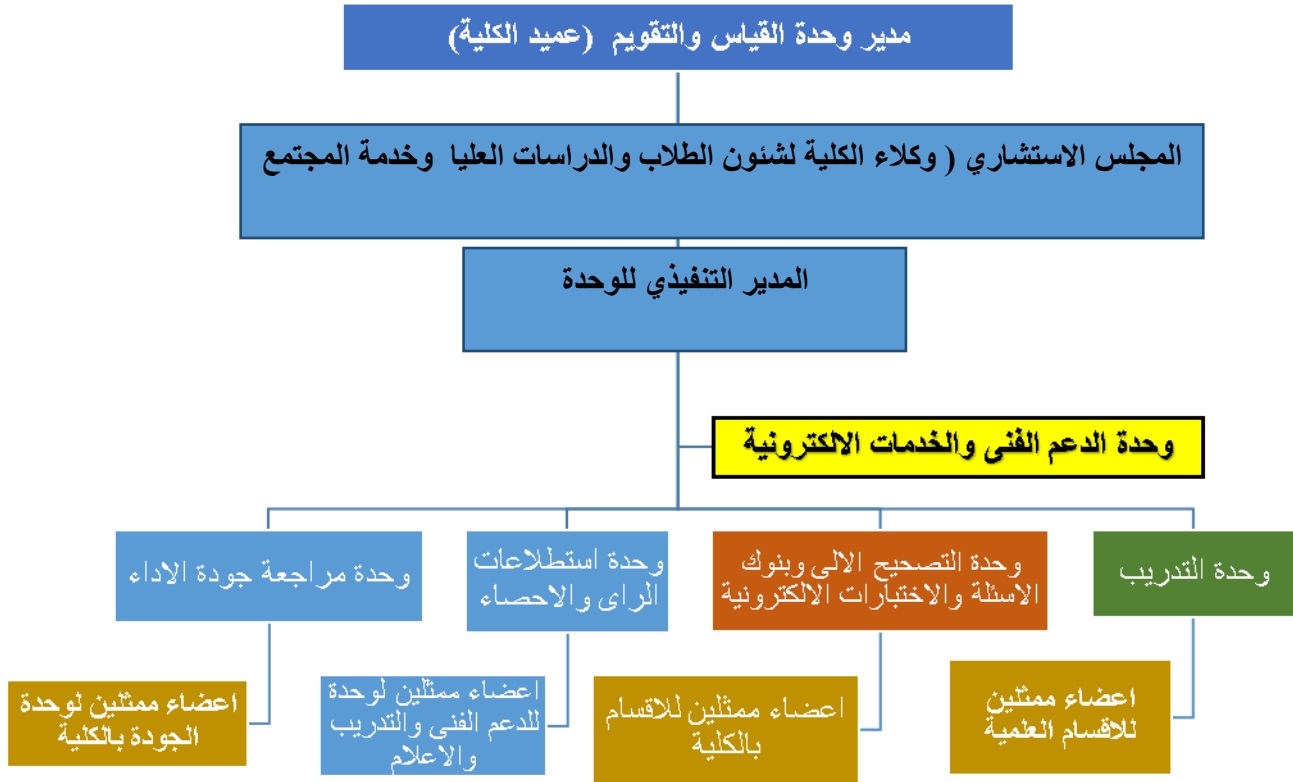 مدير وحدة القياس والتقويم (عميد الكلية)
المجلس الاستشاري ( وكلاء الكلية لشئون الطلاب والدراسات العليا وخدمة المجتمع
المدير التنفيذي للوحدة
وحدة الدعم الفنى والخدمات الالكترونية
وحدة التدريب
وحدة التصحيح الالى وبنوك
الاسئلة والاختبارات الالكترونية
وحدة استطلاعات
الراى والاحصاء
وحدة مراجعة جودة الاداء
اعضاء ممثلين
للاقسام العلمية
اعضاء ممثلين للاقسام
بالكلية
اعضاء ممثلين لوحدة
للدعم الفنى والتدريب
والاعلام
اعضاء ممثلين لوحدة
الجودة بالكلية